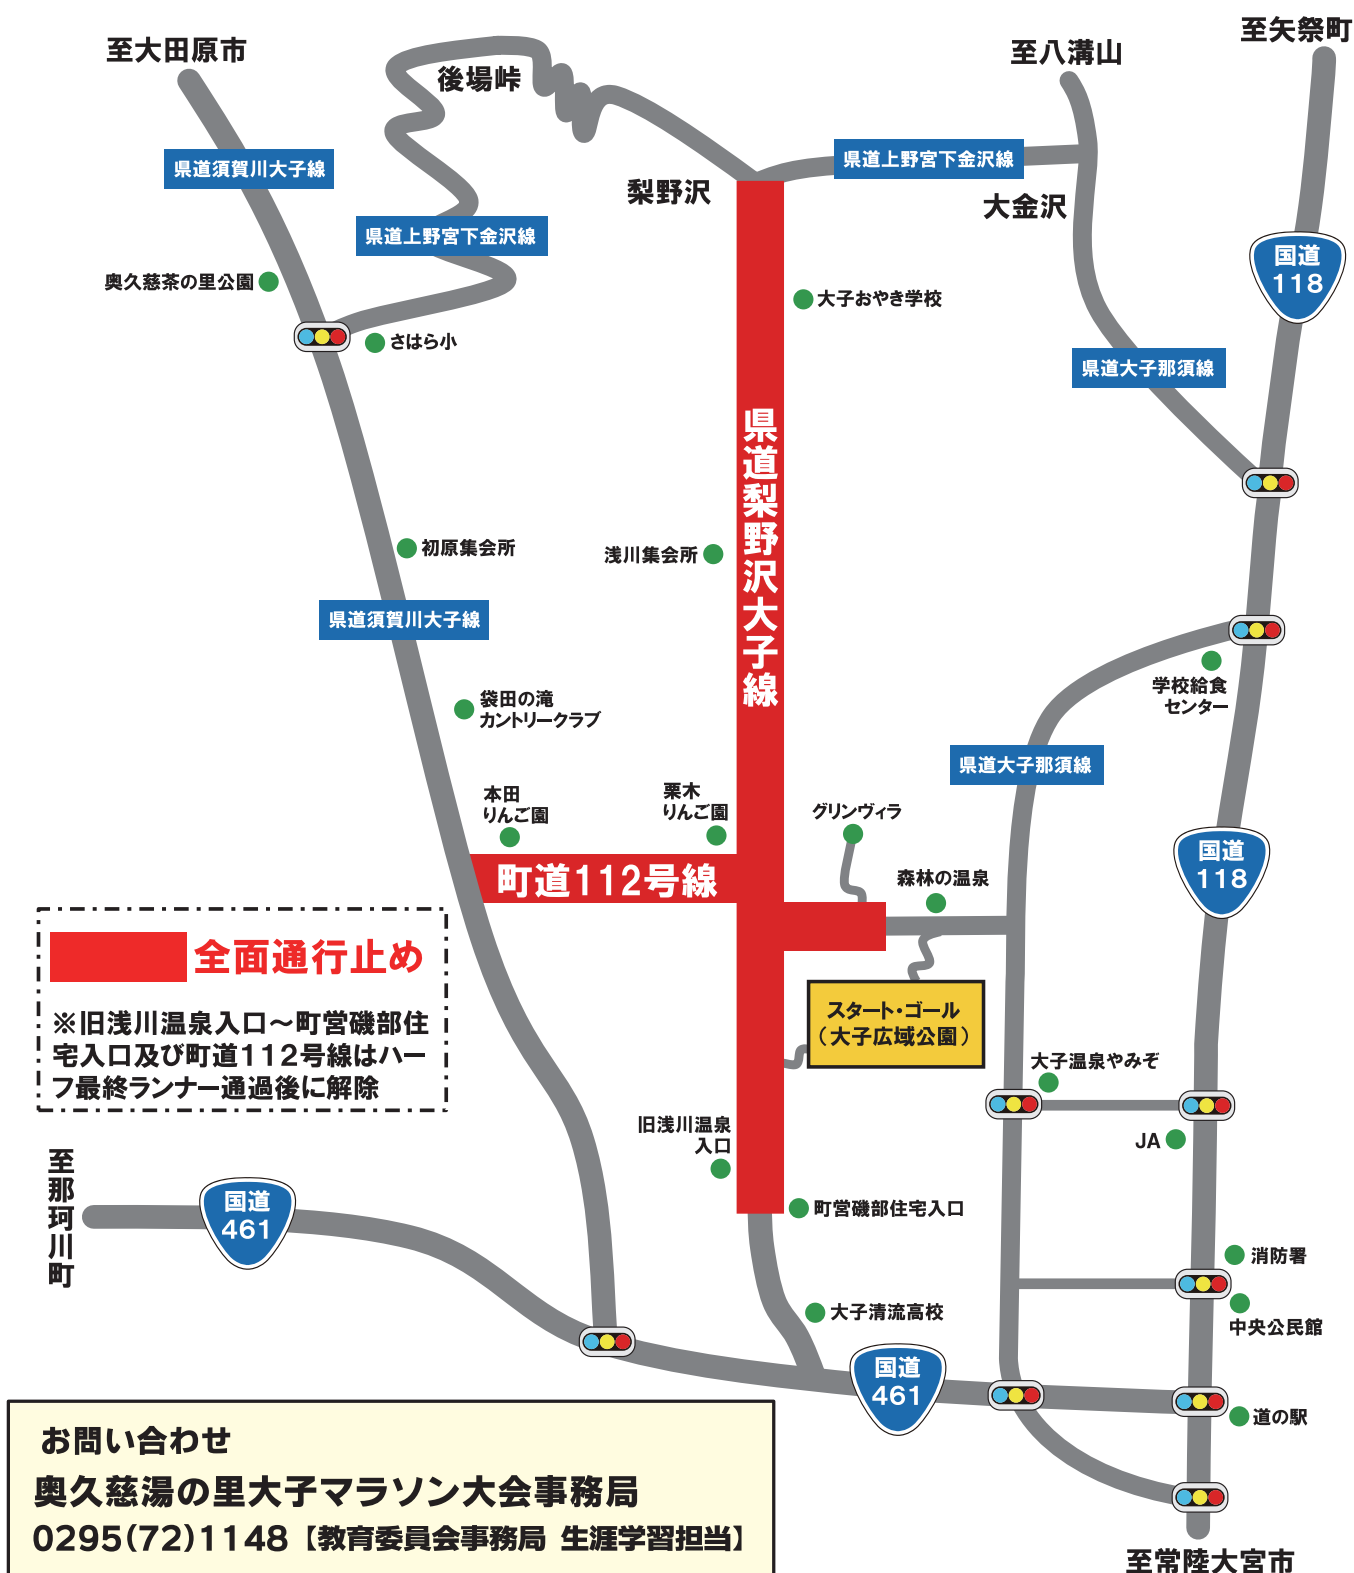 至大田原市
後場峠
至八溝山
至矢祭町
県道須賀川大子線
県道上野宮下金沢線
梨野沢
大金沢
県道上野宮下金沢線
国道
118
奥久慈茶の里公園
大子おやき学校
さはら小
県道大子那須線
県道梨野沢大子線
初原集会所
浅川集会所
県道須賀川大子線
学校給食
センター
袋田の滝
カントリークラブ
県道大子那須線
本田
りんご園
栗木
りんご園
グリンヴィラ
国道
118
町道112号線
森林の温泉
全面通行止め
※旧浅川温泉入口～町営磯部住
宅入口及び町道112号線はハー
フ最終ランナー通過後に解除
スタート・ゴール
（大子広域公園）
大子温泉やみぞ
旧浅川温泉
入口
JA
至那珂川町
国道
461
町営磯部住宅入口
消防署
大子清流高校
中央公民館
国道
461
道の駅
お問い合わせ
奥久慈湯の里大子マラソン大会事務局
0295(72)1148【教育委員会事務局 生涯学習担当】
至常陸大宮市